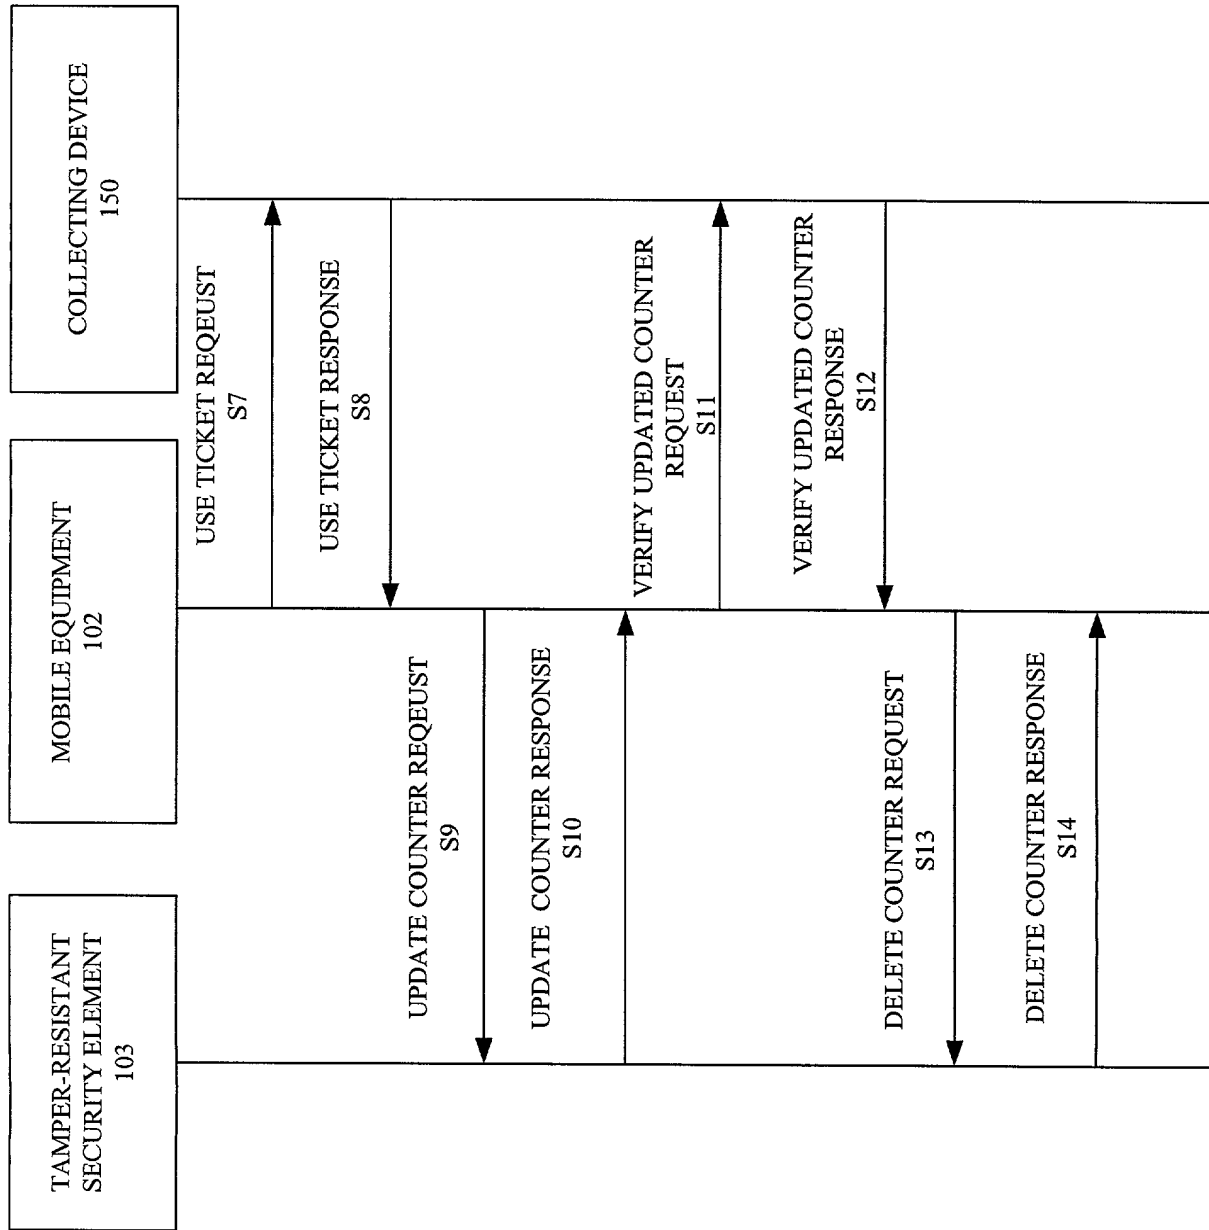 TAMPER-RESISTANT
SECURITY ELEMENT
103
MOBILE EQUIPMENT
102
COLLECTING DEVICE
150
USE TICKET REQEUST
S7
USE TICKET RESPONSE
S8
UPDATE COUNTER REQEUST
S9
UPDATE COUNTER RESPONSE
S10
VERIFY UPDATED COUNTER
REQUEST
S11
VERIFY UPDATED COUNTER
RESPONSE
S12
DELETE COUNTER REQUEST
S13
DELETE COUNTER RESPONSE
S14